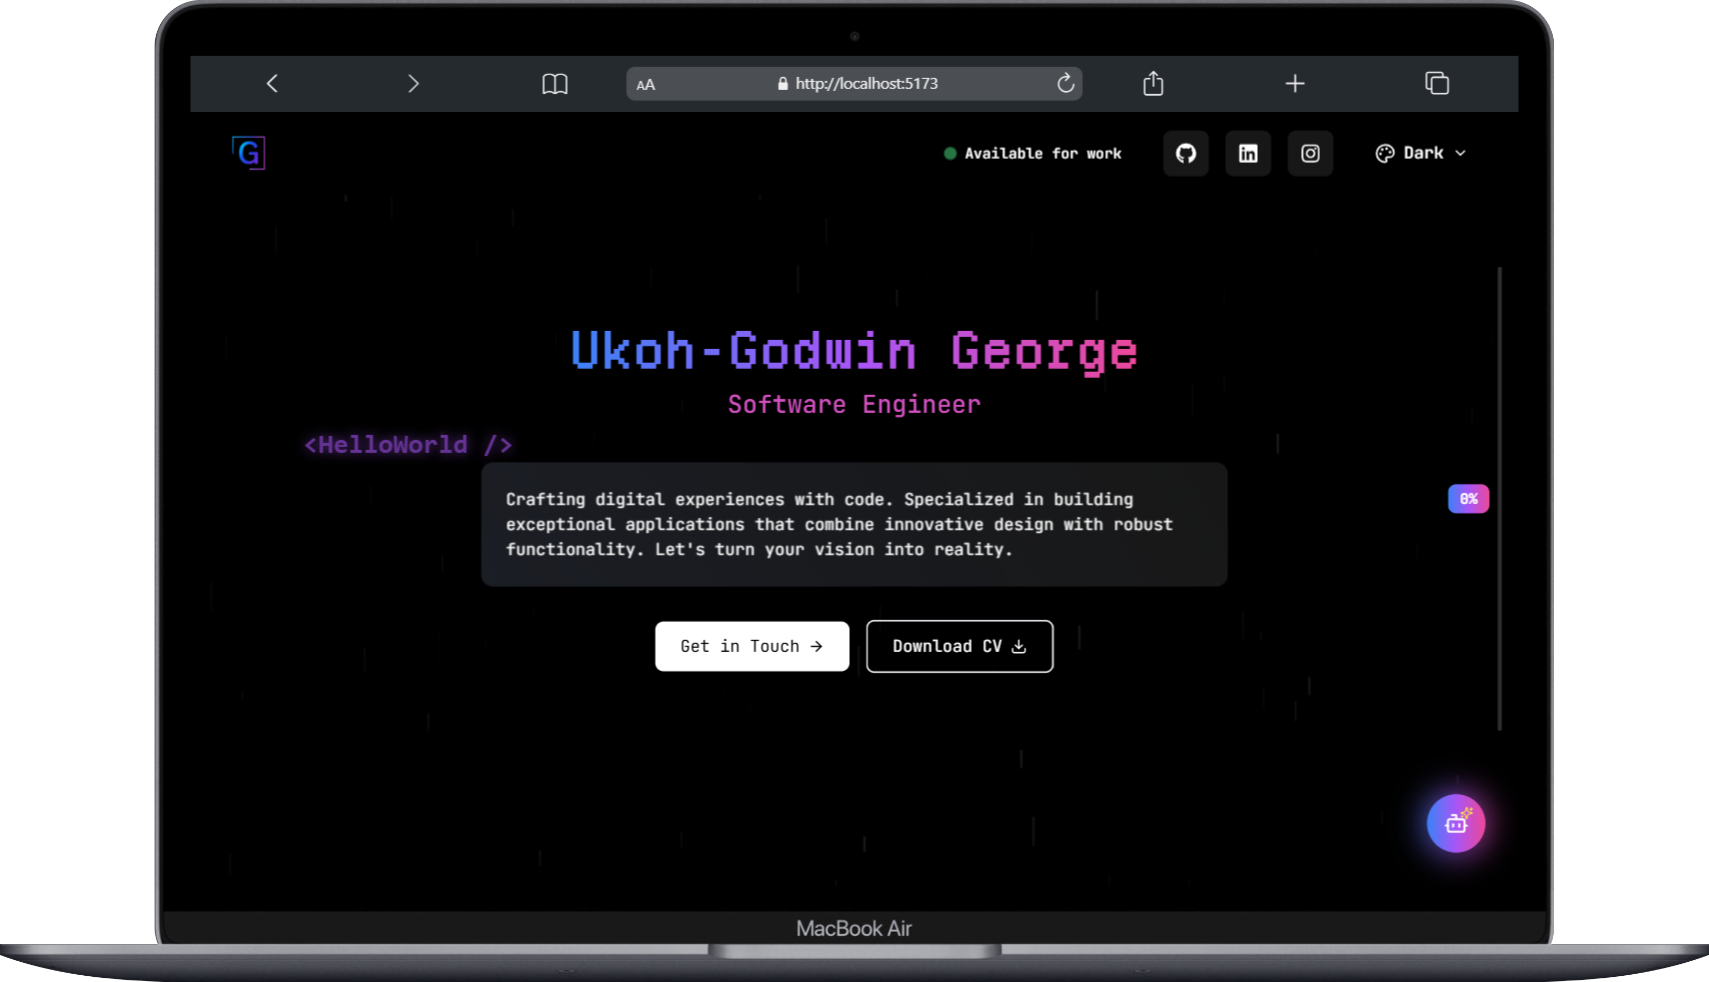 AA
http://localhost:5173
G
Available for work
Dark
Ukoh-Godwin George
Software Engineer
<HelloWorld />
Crafting digital experiences with code. Specialized in building
exceptional applications that combine innovative design with robust
functionality. Let's turn your vision into reality.
0%
Get in Touch →
Download CV
MacBook Air